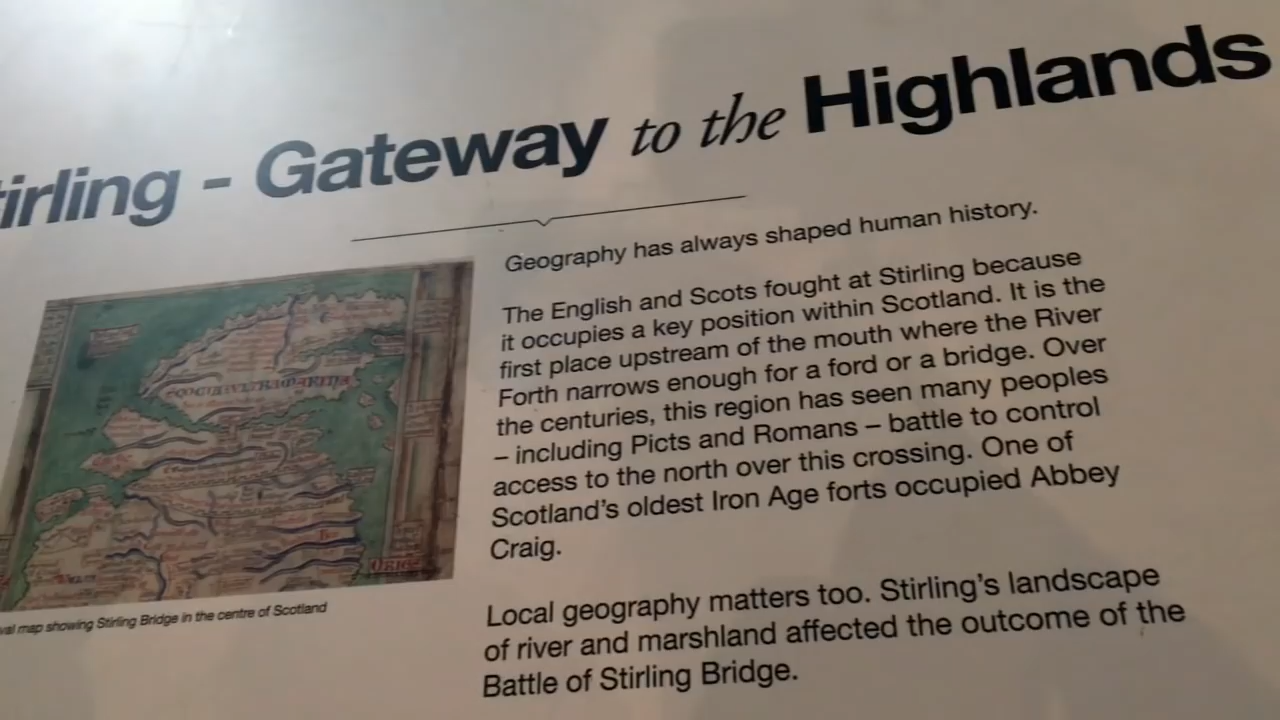 tirling - Gateway to the Highlands
Geography has always shaped human history.
The English and Scots fought at Stirling because
it occupies a key position within Scotland. It is the
first place upstream of the mouth where the River
Forth narrows enough for a ford or a bridge. Over
the centuries, this region has seen many peoples
– including Picts and Romans – battle to control
access to the north over this crossing. One of
Scotland's oldest Iron Age forts occupied Abbey
Craig.
Local geography matters too. Stirling's landscape
of river and marshland affected the outcome of the
Battle of Stirling Bridge.
val map showing Stirling Bridge in the centre of Scotland